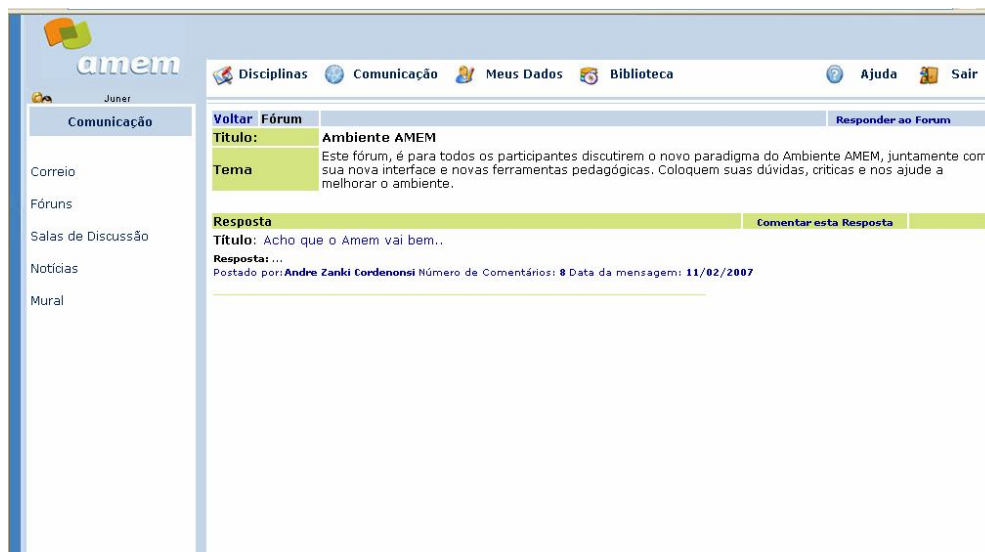 amem
Disciplinas Comunicação Meus Dados Biblioteca Ajuda Sair
Juner
Comunicação
Correio
Fóruns
Salas de Discussão
Notícias
Mural
Voltar Fórum Responder ao Forum
Titulo: Ambiente AMEM
Tema
Este fórum, é para todos os participantes discutirem o novo paradigma do Ambiente AMEM, juntamente com
sua nova interface e novas ferramentas pedagógicas. Coloquem suas dúvidas, criticas e nos ajude a
melhorar o ambiente.
Resposta Comentar esta Resposta
Título: Acho que o Amem vai bem..
Resposta: ...
Postado por: Andre Zanki Cordenonsi Número de Comentários: 8 Data da mensagem: 11/02/2007